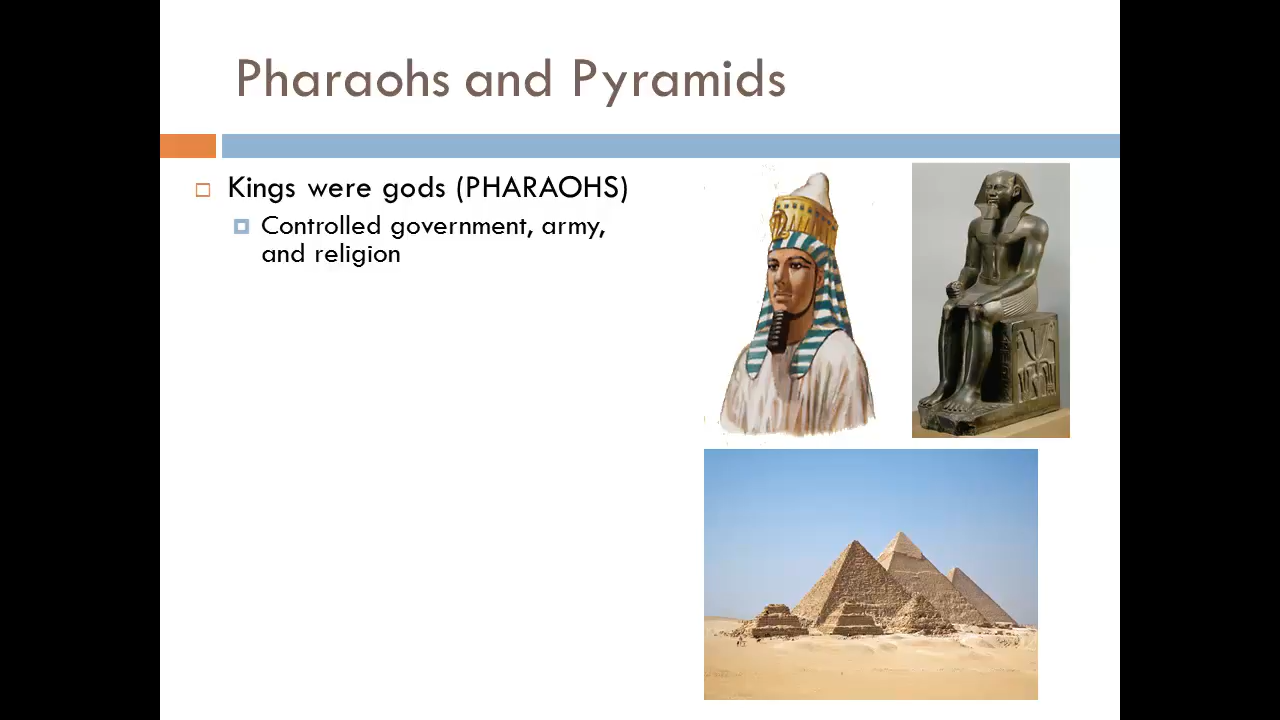 Pharaohs and Pyramids
Kings were gods (PHARAOHS)
Controlled government, army,
and religion